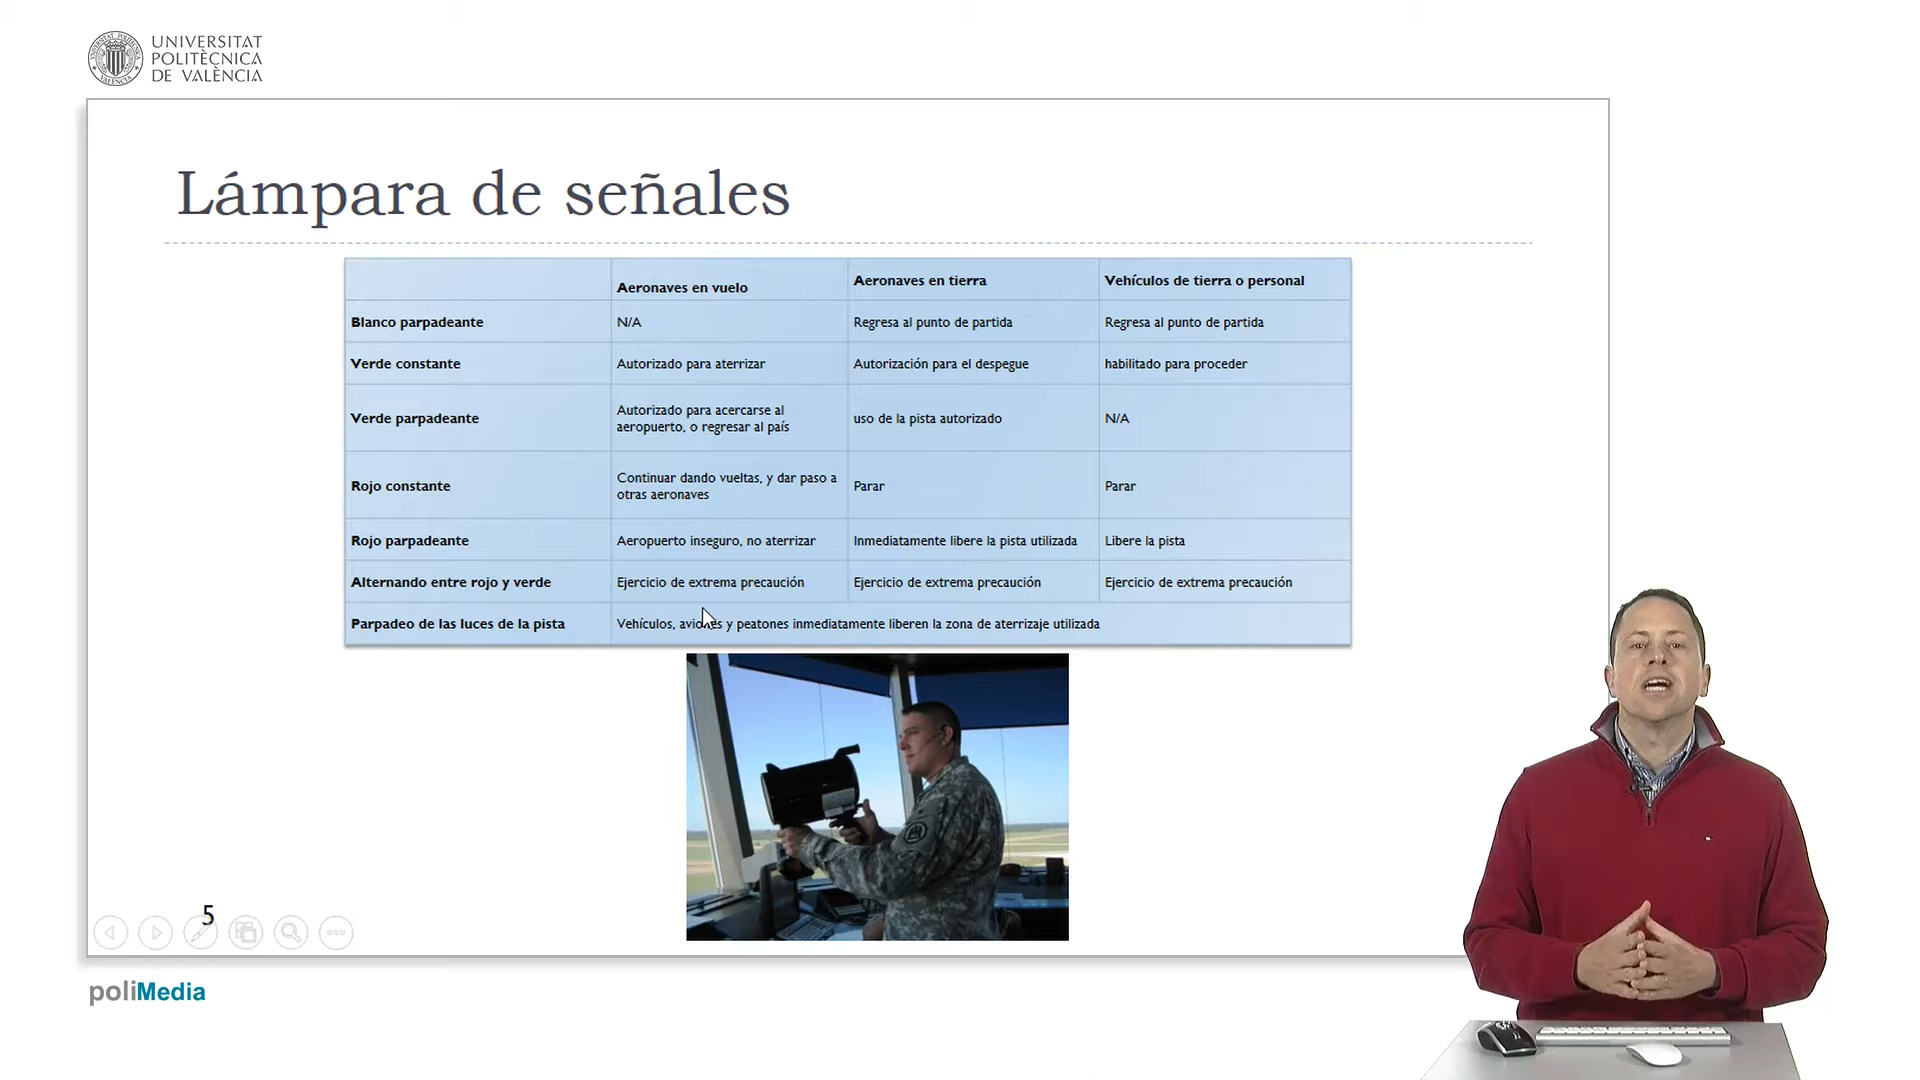 UNIVERSITAT
POLITÈCNICA
DE VALÈNCIA
Lámpara de señales
Aeronaves en vuelo
Aeronaves en tierra
Vehículos de tierra o personal
Blanco parpadeante
N/A
Regresa al punto de partida
Regresa al punto de partida
Verde constante
Autorizado para aterrizar
Autorización para el despegue
habilitado para proceder
Verde parpadeante
Autorizado para acercarse al
aeropuerto, o regresar al país
uso de la pista autorizado
N/A
Rojo constante
Continuar dando vueltas, y dar paso a
otras aeronaves
Parar
Parar
Rojo parpadeante
Aeropuerto inseguro, no aterrizar
Inmediatamente libere la pista utilizada
Libere la pista
Alternando entre rojo y verde
Ejercicio de extrema precaución
Ejercicio de extrema precaución
Ejercicio de extrema precaución
Parpadeo de las luces de la pista
Vehículos, aviones y peatones inmediatamente liberen la zona de aterrizaje utilizada
5
poliMedia